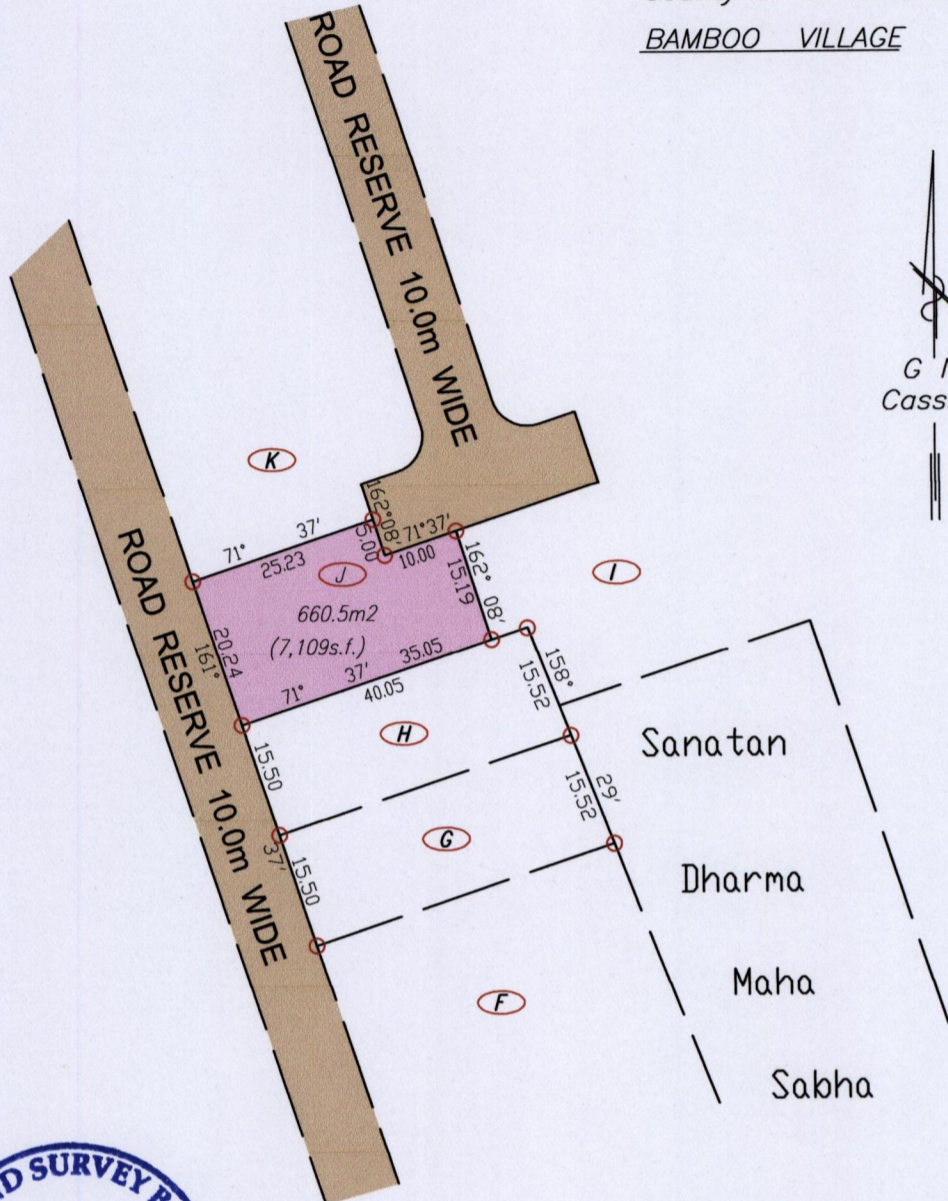 BAMBOO VILLAGE
ROAD RESERVE 10.0m WIDE
G
Cass
K
162°08'
5.00
71°37'
10.00
71° 37'
25.23
J
162° 08'
15.19
I
660.5m2
(7,109s.f.)
161°
20.24
71° 37' 35.05
40.05
ROAD RESERVE 10.0m WIDE
H
158°
15.52
Sanatan
15.50
29'
15.52
37'
15.50
G
Dharma
Maha
F
Sabha
SURVEY